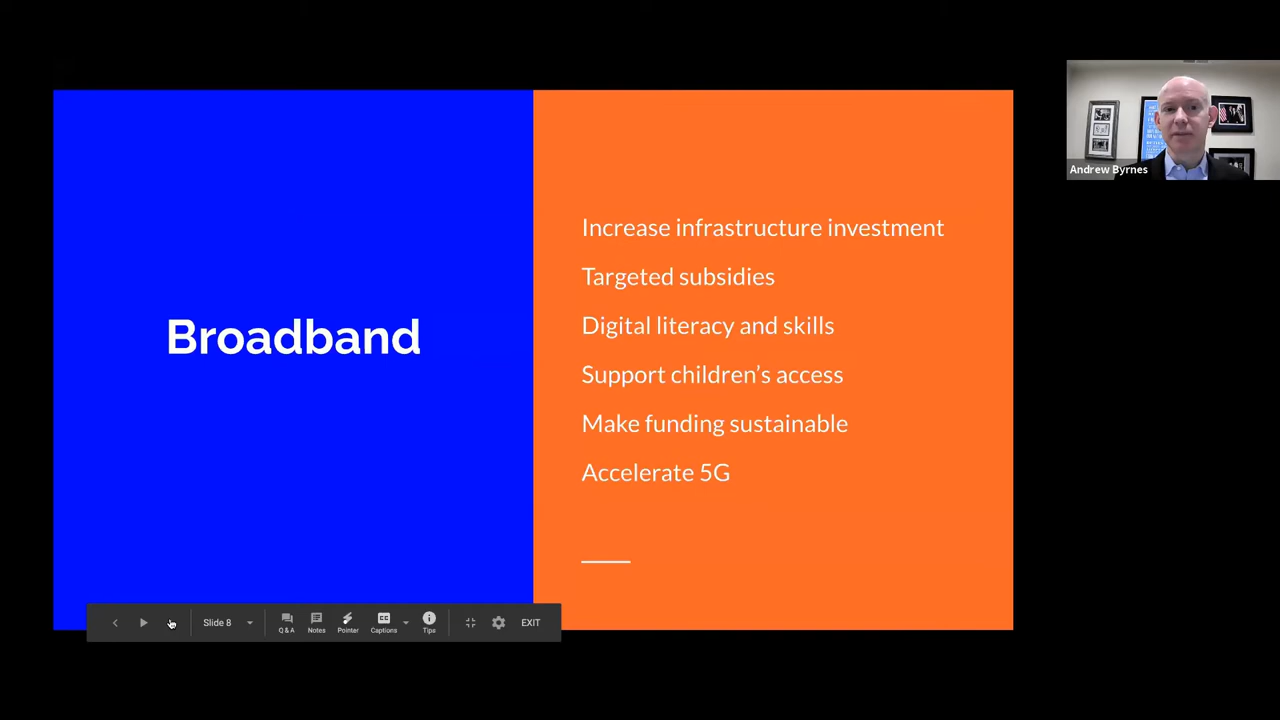 Broadband
Increase infrastructure investment
Targeted subsidies
Digital literacy and skills
Support children’s access
Make funding sustainable
Accelerate 5G
Andrew Byrnes
Slide 8
Q & A
Notes
Pointer
CC
Captions
Tips
EXIT